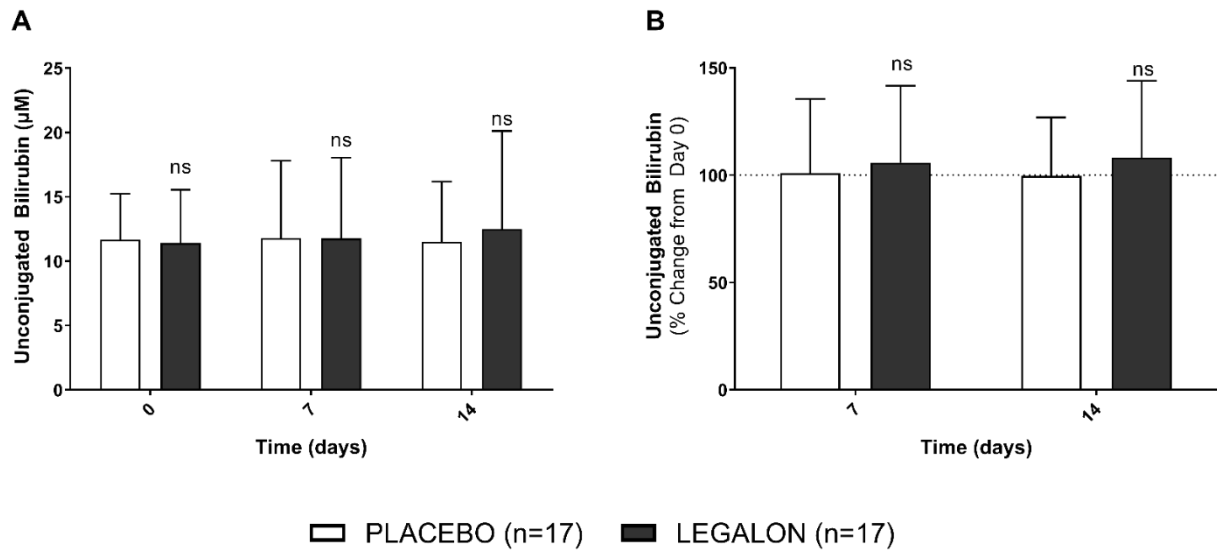 A
Unconjugated Bilirubin (µM)
25
20
15
10
5
0
ns
ns
ns
0
7
14
Time (days)
B
Unconjugated Bilirubin
(% Change from Day 0)
150
100
50
0
ns
ns
7
14
Time (days)
PLACEBO (n=17)
LEGALON (n=17)